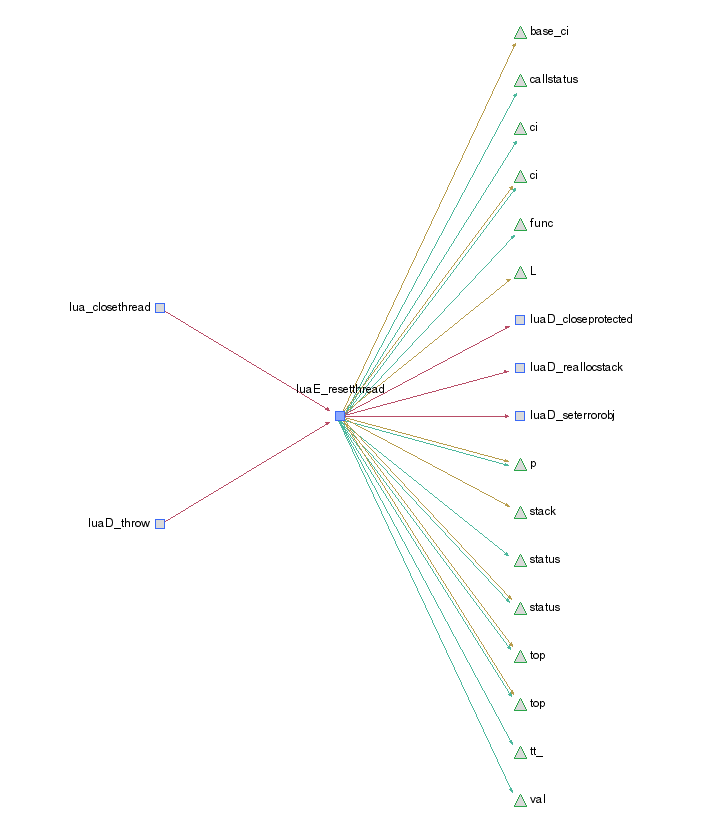 base_ci
callstatus
ci
ci
func
L
lua_closethread
luaD_closeprotected
luaD_reallocstack
luaE_resetthread
luaD_seterrorobj
p
stack
luaD_throw
status
status
top
top
tt_
val